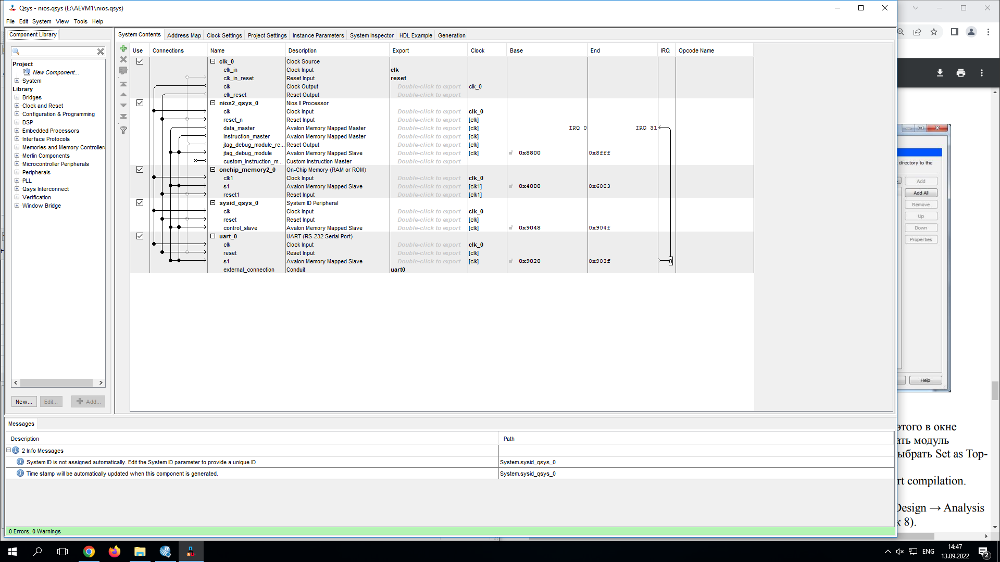 Qsys - nios.qsys (E:\AEVM1\nios.qsys)
File Edit System View Tools Help
Component Library
System Contents Address Map Clock Settings Project Settings Instance Parameters System Inspector HDL Example Generation
Project
New Component...
System
Library
Bridges
Clock and Reset
Configuration & Programming
DSP
Embedded Processors
Interface Protocols
Memories and Memory Controllers
Merlin Components
Microcontroller Peripherals
Peripherals
PLL
Qsys Interconnect
Verification
Window Bridge
New... Edit... Add...
Use Connections Name Description Export Clock Base End IRQ Opcode Name
clk_0 Clock Source
clk_in Clock Input clk
clk_in_reset Reset Input reset
clk Clock Output Double-click to export clk_0
clk_reset Reset Output Double-click to export
nios2_qsys_0 Nios II Processor
clk Clock Input Double-click to export clk_0
reset_n Reset Input Double-click to export [clk]
data_master Avalon Memory Mapped Master Double-click to export [clk] IRQ 0 IRQ 31
instruction_master Avalon Memory Mapped Master Double-click to export [clk]
jtag_debug_module_re... Reset Output Double-click to export [clk]
jtag_debug_module Avalon Memory Mapped Slave Double-click to export [clk] 0x8800 0x8fff
custom_instruction_m... Custom Instruction Master Double-click to export
onchip_memory2_0 On-Chip Memory (RAM or ROM)
clk1 Clock Input Double-click to export clk_0
s1 Avalon Memory Mapped Slave Double-click to export [clk1] 0x4000 0x6003
reset1 Reset Input Double-click to export [clk1]
sysid_qsys_0 System ID Peripheral
clk Clock Input Double-click to export clk_0
reset Reset Input Double-click to export [clk]
control_slave Avalon Memory Mapped Slave Double-click to export [clk] 0x9048 0x904f
uart_0 UART (RS-232 Serial Port)
clk Clock Input Double-click to export clk_0
reset Reset Input Double-click to export [clk]
s1 Avalon Memory Mapped Slave Double-click to export [clk] 0x9020 0x903f 0
external_connection Conduit uart0
Messages
Description Path
2 Info Messages
System ID is not assigned automatically. Edit the System ID parameter to provide a unique ID System.sysid_qsys_0
Time stamp will be automatically updated when this component is generated. System.sysid_qsys_0
0 Errors, 0 Warnings
directory to the
Add
Add All
Remove
Up
Down
Properties
Help
этого в окне
ать модуль
ыбрать Set as Top-
rt compilation.
Design → Analysis
к 8).
ENG
14:47
13.09.2022
2